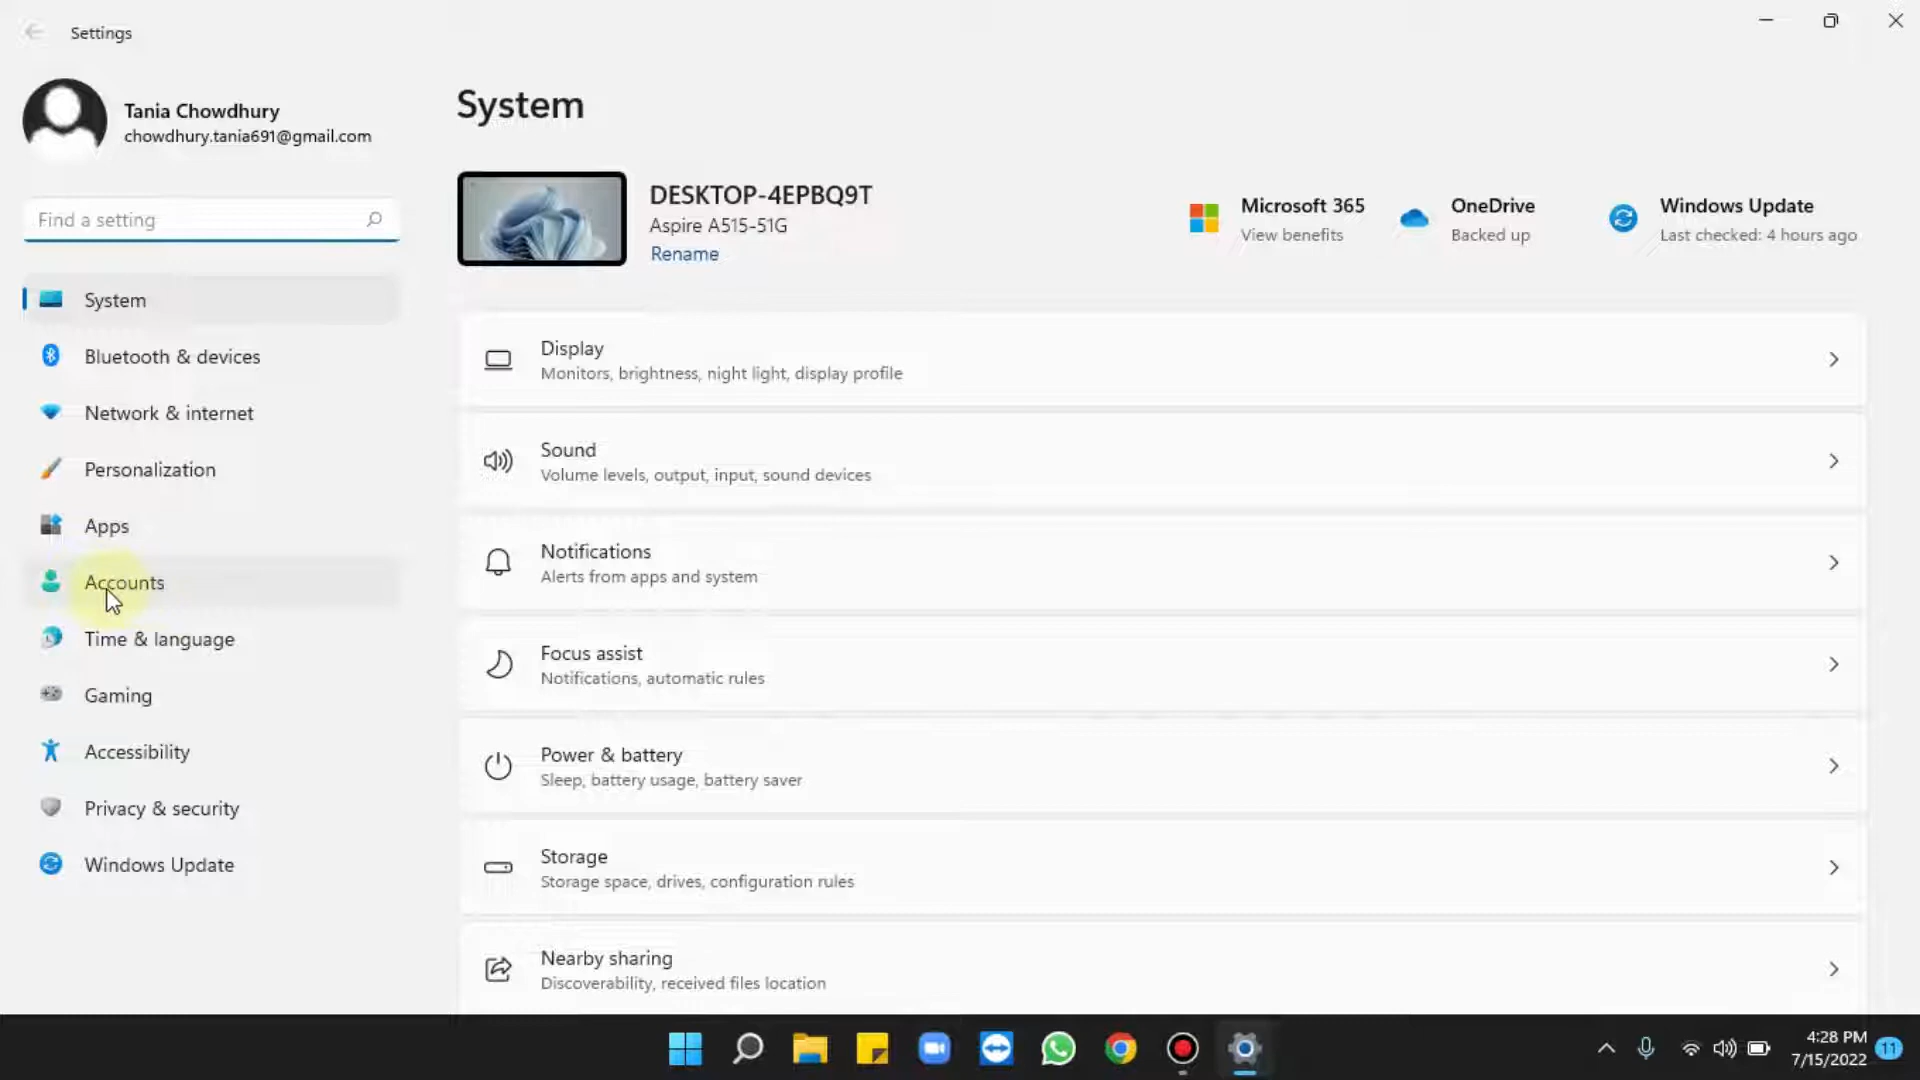 Settings
Tania Chowdhury
chowdhury.tania691@gmail.com
Find a setting
System
Bluetooth & devices
Network & internet
Personalization
Apps
Accounts
Time & language
Gaming
Accessibility
Privacy & security
Windows Update
System
DESKTOP-4EPBQ9T
Aspire A515-51G
Rename
Microsoft 365
View benefits
OneDrive
Backed up
Windows Update
Last checked: 4 hours ago
Display
Monitors, brightness, night light, display profile
Sound
Volume levels, output, input, sound devices
Notifications
Alerts from apps and system
Focus assist
Notifications, automatic rules
Power & battery
Sleep, battery usage, battery saver
Storage
Storage space, drives, configuration rules
Nearby sharing
Discoverability, received files location
4:28 PM
7/15/2022
11